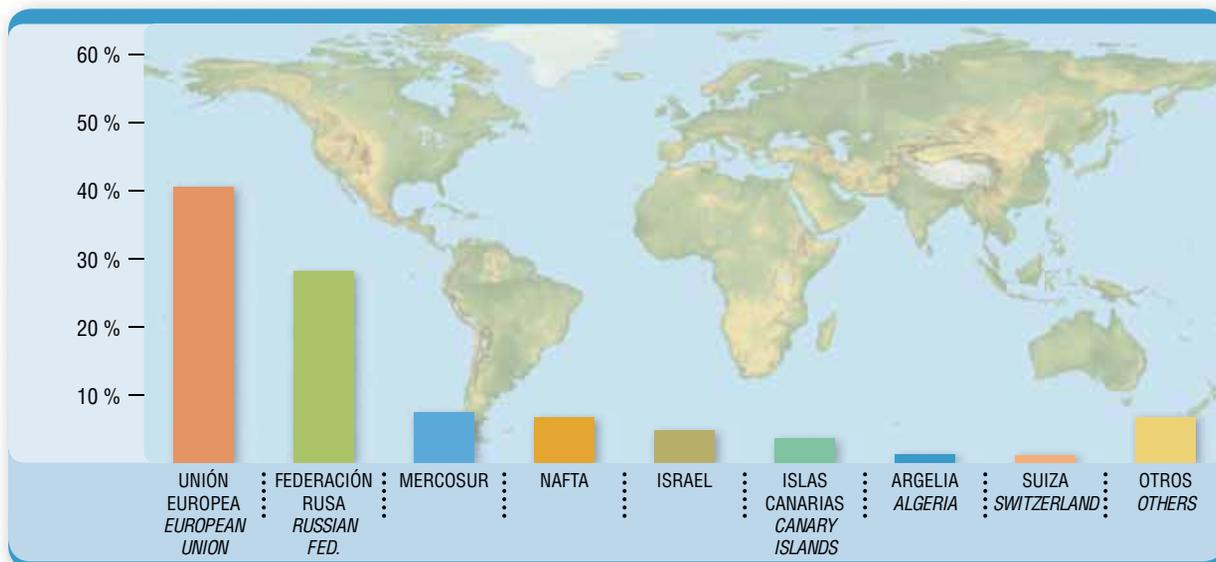 60 %
50 %
40 %
30 %
20 %
10 %
UNIÓN
EUROPEA
EUROPEAN
UNION
FEDERACIÓN
RUSA
RUSSIAN
FED.
MERCOSUR
NAFTA
ISRAEL
ISLAS
CANARIAS
CANARY
ISLANDS
ARGELIA
ALGERIA
SUIZA
SWITZERLAND
OTROS
OTHERS